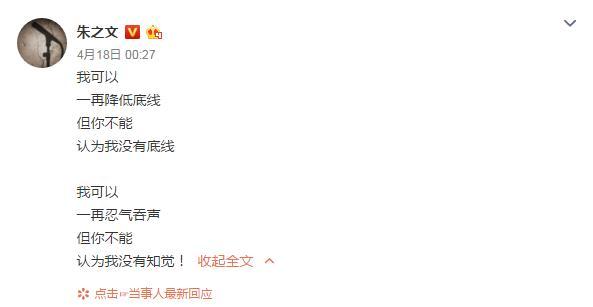 朱之文
4月18日 00:27
我可以
一再降低底线
但你不能
认为我没有底线
我可以
一再忍气吞声
但你不能
认为我没有知觉！ 收起全文
点击☞当事人最新回应